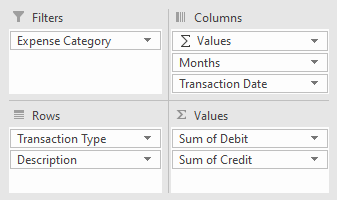 Filters
Expense Category
Columns
Σ Values
Months
Transaction Date
Rows
Transaction Type
Description
Σ Values
Sum of Debit
Sum of Credit